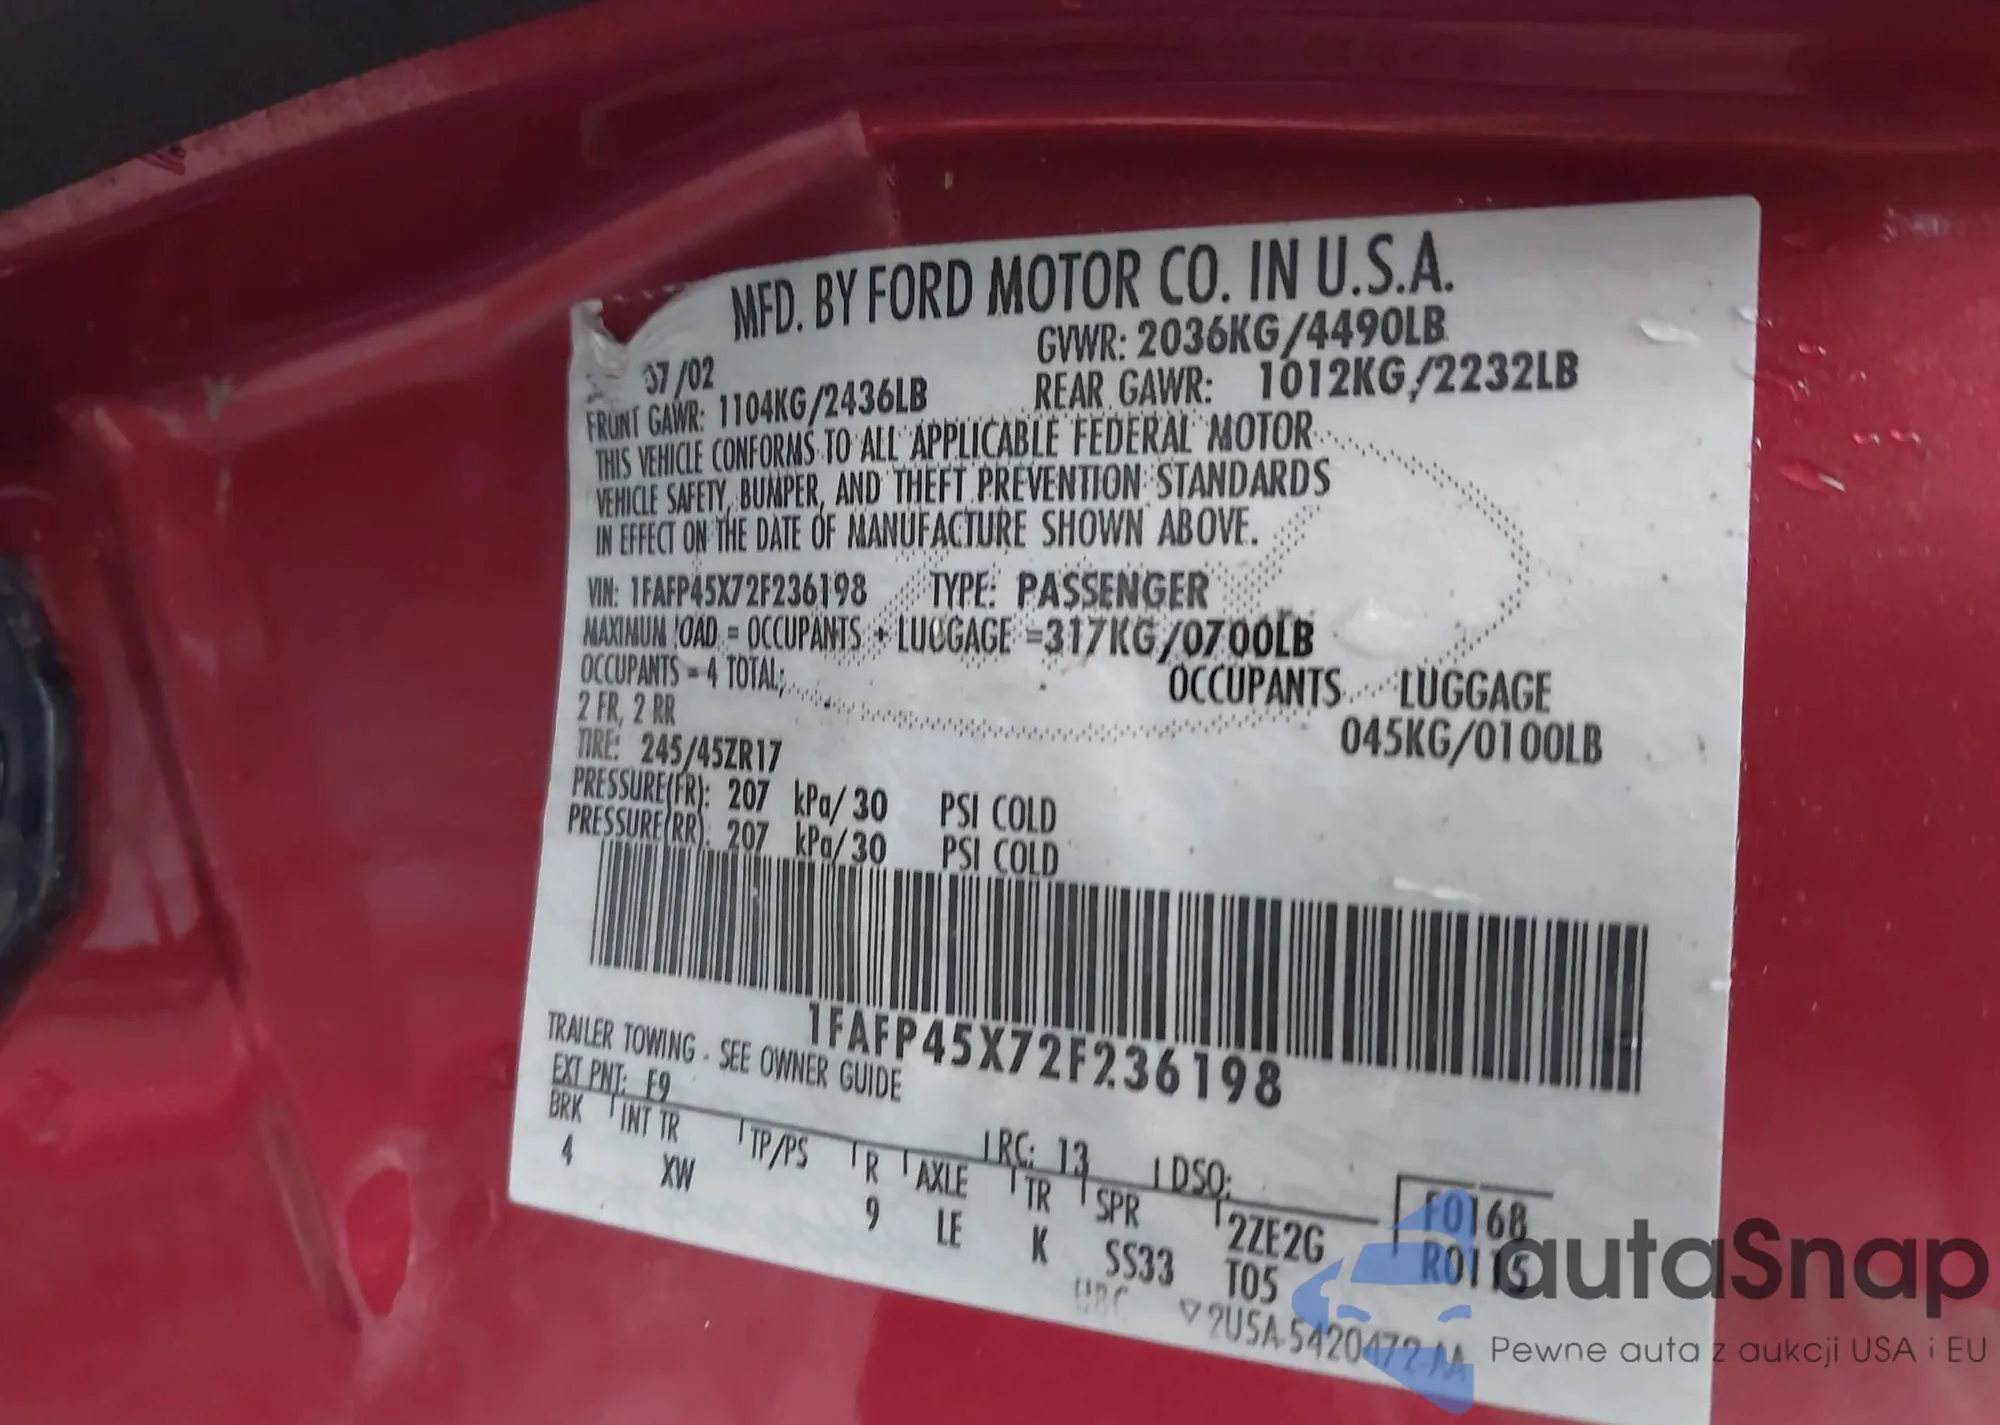 MFD. BY FORD MOTOR CO. IN U.S.A.
07/02 GVWR: 2036KG/4490LB
FRONT GAWR: 1104KG/2436LB REAR GAWR: 1012KG/2232LB
THIS VEHICLE CONFORMS TO ALL APPLICABLE FEDERAL MOTOR
VEHICLE SAFETY, BUMPER, AND THEFT PREVENTION STANDARDS
IN EFFECT ON THE DATE OF MANUFACTURE SHOWN ABOVE.
VIN: 1FAFP45X72F236198 TYPE: PASSENGER
MAXIMUM LOAD = OCCUPANTS + LUGGAGE =317KG/0700LB
OCCUPANTS = 4 TOTAL; OCCUPANTS LUGGAGE
2 FR, 2 RR 045KG/0100LB
TIRE: 245/45ZR17
PRESSURE(FR): 207 kPa/30 PSI COLD
PRESSURE(RR): 207 kPa/30 PSI COLD
1FAFP45X72F236198
TRAILER TOWING - SEE OWNER GUIDE
EXT PNT: F9 RC: 13 DSO:
BRK INT TR TP/PS R AXLE TR SPR 2ZE2G F0168
4 XW 9 LE K SS33 T05 R0115
UBC ▽2U5A-5420472-AA
autaSnap
Pewne auta z aukcji USA i EU